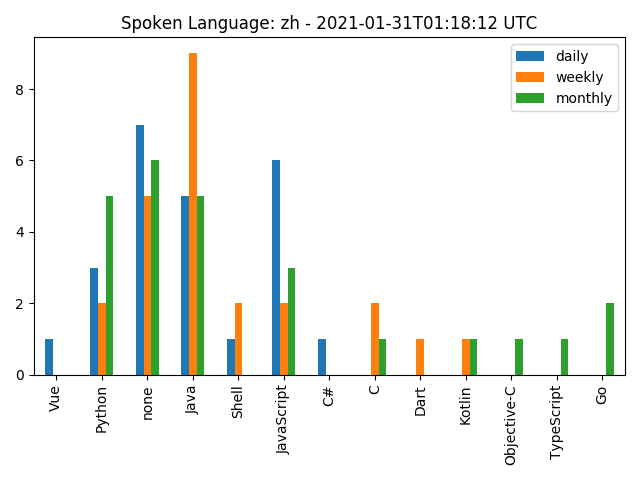 Spoken Language: zh - 2021-01-31T01:18:12 UTC
daily
weekly
monthly
8
6
4
2
0
Vue
Python
none
Java
Shell
JavaScript
C#
C
Dart
Kotlin
Objective-C
TypeScript
Go